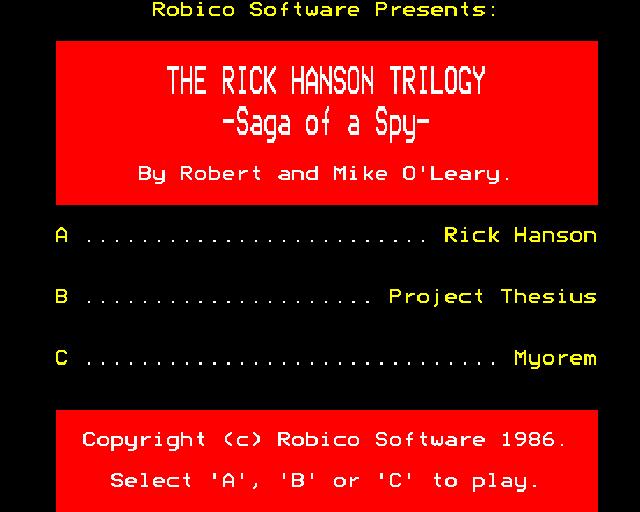 Robico Software Presents:
THE RICK HANSON TRILOGY
-Saga of a Spy-
By Robert and Mike O'Leary.
A ......................... Rick Hanson
B ..................... Project Thesius
C .............................. Myorem
Copyright (c) Robico Software 1986.
Select 'A', 'B' or 'C' to play.